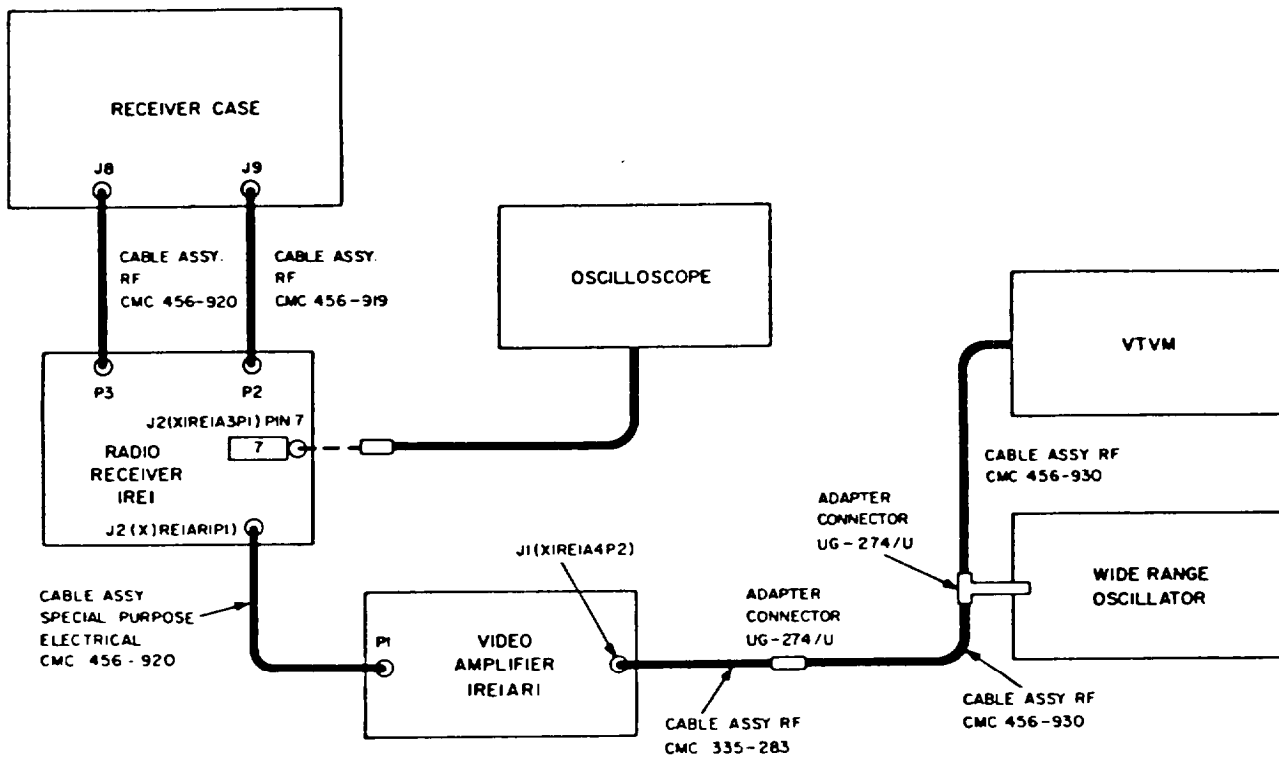 RECEIVER CASE
J8
J9
CABLE ASSY.
RF
CMC 456-920
CABLE ASSY.
RF
CMC 456-919
P3
P2
J2(XIREIA3PI) PIN 7
7
RADIO
RECEIVER
IREI
J2(X)REIARIPI)
OSCILLOSCOPE
VTVM
CABLE ASSY RF
CMC 456-930
ADAPTER
CONNECTOR
UG-274/U
WIDE RANGE
OSCILLATOR
J1(XIREIA4P2)
CABLE ASSY
SPECIAL PURPOSE
ELECTRICAL
CMC 456-920
P1
VIDEO
AMPLIFIER
IREIARI
ADAPTER
CONNECTOR
UG-274/U
CABLE ASSY RF
CMC 335-283
CABLE ASSY RF
CMC 456-930